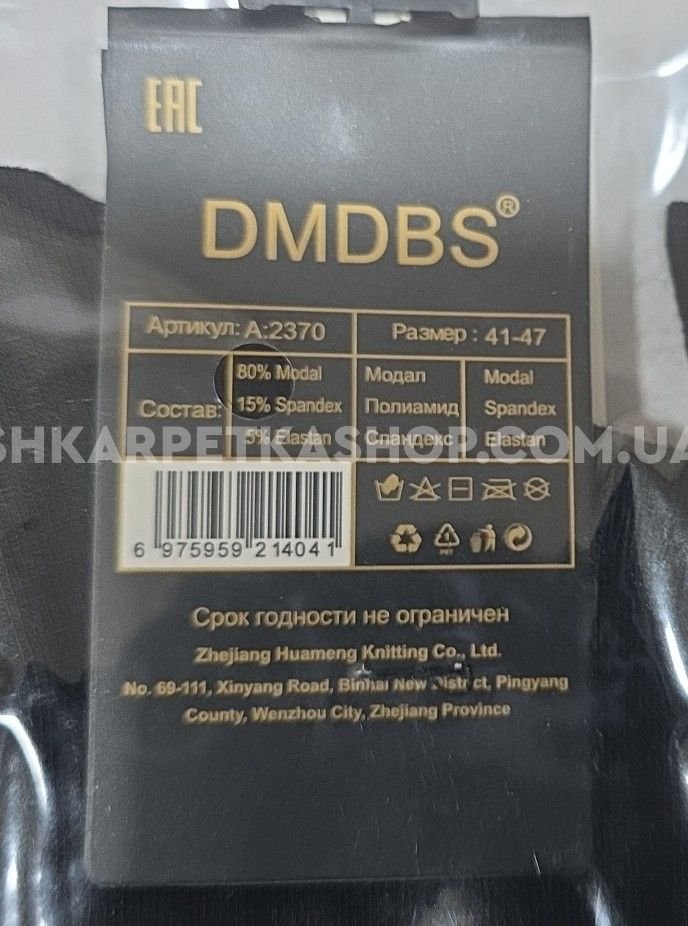 EAC
DMDBS®
Артикул: A:2370
Размер : 41-47
Состав:
80% Modal
15% Spandex
5% Elastan
Модал
Полиамид
Спандекс
Modal
Spandex
Elastan
SHKARPETKASHOP.COM.UA
6 975959 214041
Срок годности не ограничен
Zhejiang Huameng Knitting Co., Ltd.
No. 69-111, Xinyang Road, Binhai New District, Pingyang
County, Wenzhou City, Zhejiang Province